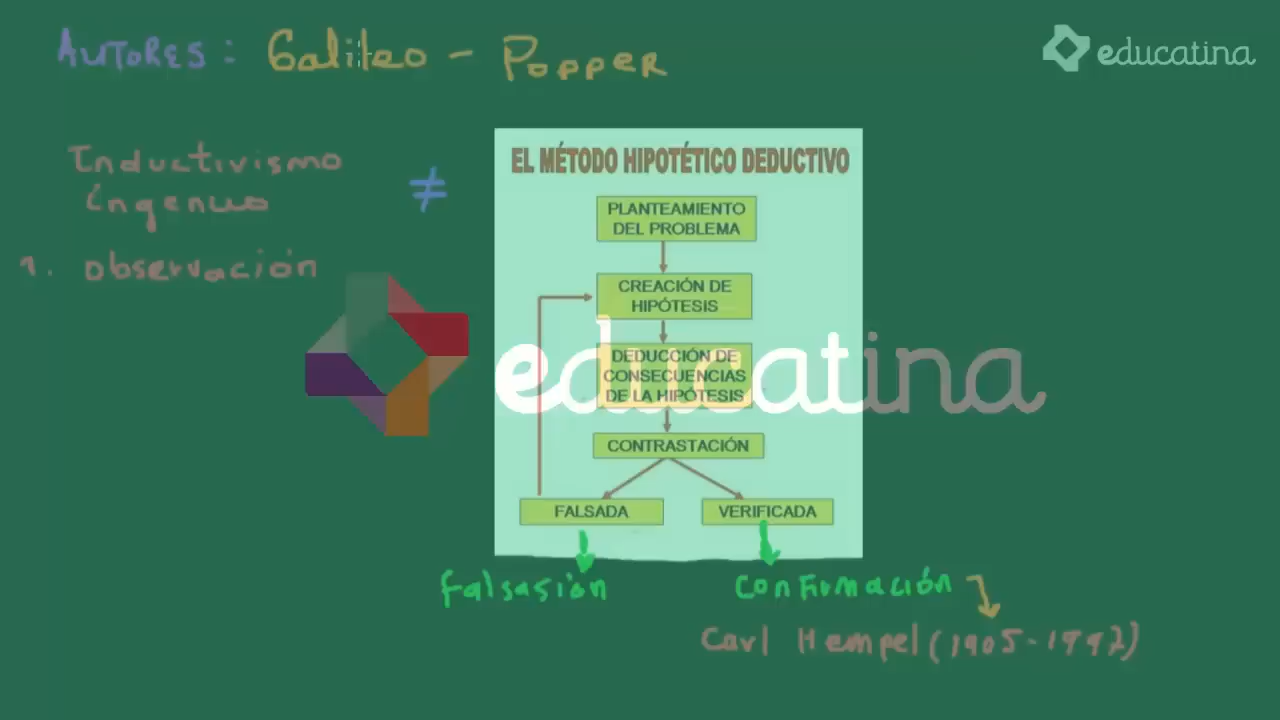 AUTORES: Galileo - POPPER
educatina
Inductivismo
ingenuo
≠
1. observación
EL MÉTODO HIPOTÉTICO DEDUCTIVO
PLANTEAMIENTO
DEL PROBLEMA
CREACIÓN DE
HIPÓTESIS
DEDUCCIÓN DE
CONSECUENCIAS
DE LA HIPÓTESIS
educatina
CONTRASTACIÓN
FALSADA
VERIFICADA
falsasión
confirmación
Carl Hempel (1905-1997)